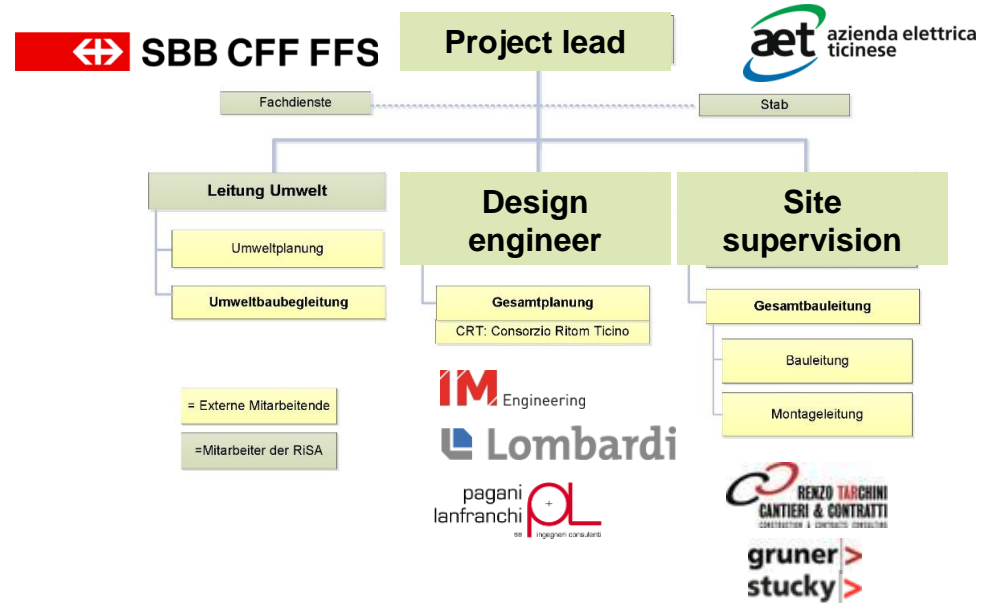 SBB CFF FFS
Project lead
aet azienda elettrica
ticinese
Fachdienste
Stab
Leitung Umwelt
Design
engineer
Site
supervision
Umweltplanung
Umweltbaubegleitung
Gesamtplanung
CRT: Consorzio Ritom Ticino
Gesamtbauleitung
Bauleitung
Montageleitung
= Externe Mitarbeitende
=Mitarbeiter der RiSA
IM Engineering
Lombardi
pagani
lanfranchi
p+L
sa ingegneri consulenti
RENZO TARCHINI
CANTIERI & CONTRATTI
CONSTRUCTION & CONTRACTS CONSULTING
gruner >
stucky >